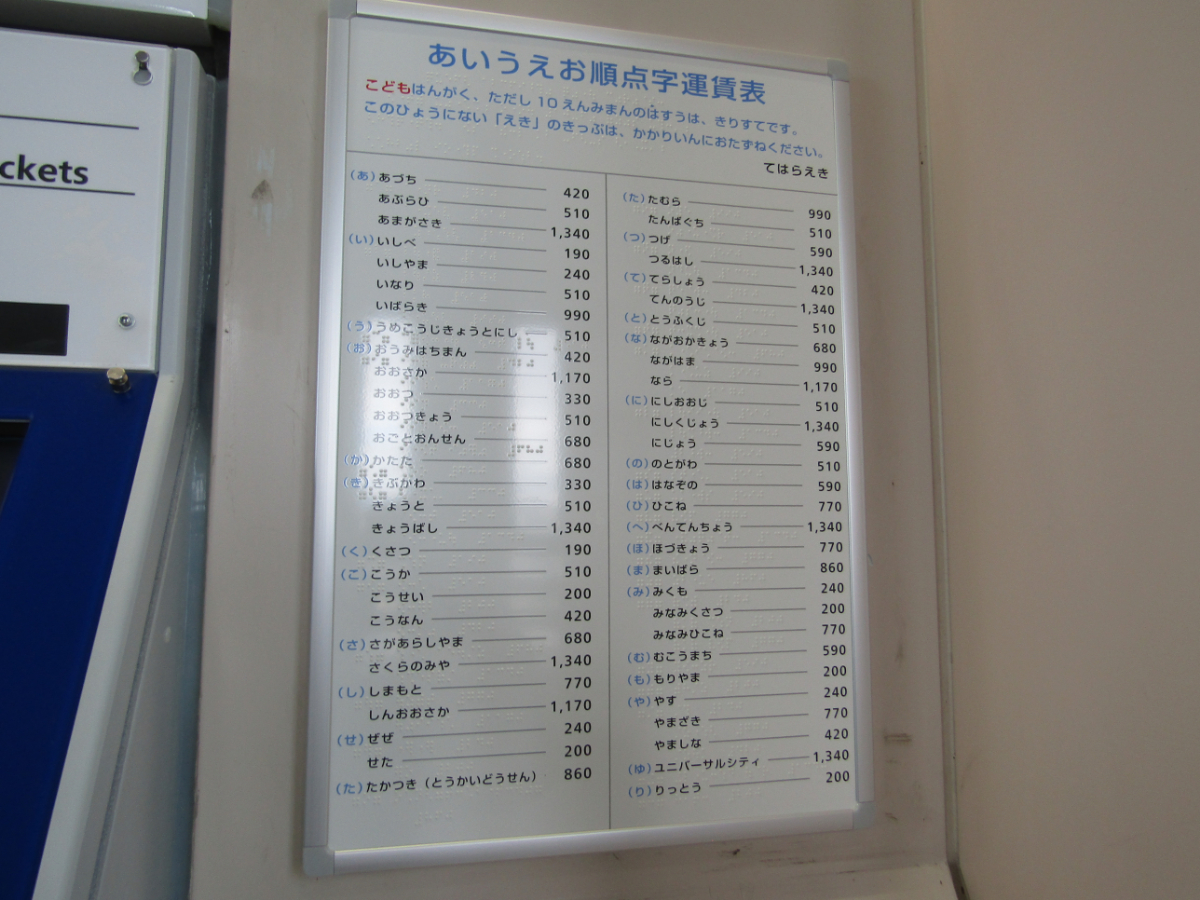 ckets
あいうえお順点字運賃表
こどもはんがく、ただし10えんみまんのはすうは、きりすてです。
このひょうにない「えき」のきっぷは、かかりいんにおたずねください。
てはらえき
(あ)あづち 420
あぶらひ 510
あまがさき 1,340
(い)いしべ 190
いしやま 240
いなり 510
いばらき 990
(う)うめこうじきょうとにし 510
(お)おうみはちまん 420
おおさか 1,170
おおつ 330
おおつきょう 510
おごとおんせん 680
(か)かたた 680
(き)きぶかわ 330
きょうと 510
きょうばし 1,340
(く)くさつ 190
(こ)こうか 510
こうせい 200
こうなん 420
(さ)さがあらしやま 680
さくらのみや 1,340
(し)しまもと 770
しんおおさか 1,170
(せ)ぜぜ 240
せた 200
(た)たかつき(とうかいどうせん) 860
(た)たむら 990
たんばぐち 510
(つ)つげ 590
つるはし 1,340
(て)てらしょう 420
てんのうじ 1,340
(と)とうふくじ 510
(な)ながおかきょう 680
ながはま 990
なら 1,170
(に)にしおおじ 510
にしくじょう 1,340
にじょう 590
(の)のとがわ 510
(は)はなぞの 590
(ひ)ひこね 770
(へ)べんてんちょう 1,340
(ほ)ほづきょう 770
(ま)まいばら 860
(み)みくも 240
みなみくさつ 200
みなみひこね 770
(む)むこうまち 590
(も)もりやま 200
(や)やす 240
やまざき 770
やましな 420
(ゆ)ユニバーサルシティ 1,340
(り)りっとう 200